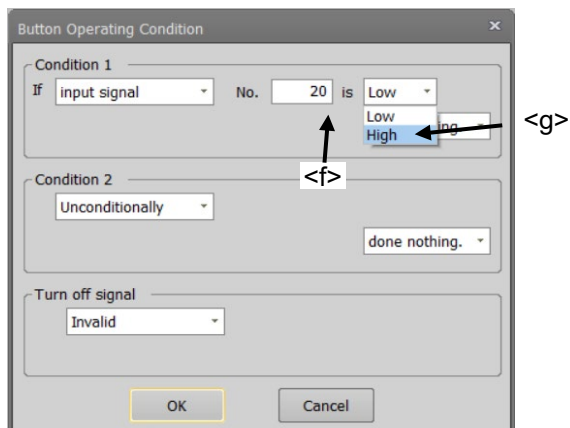 Button Operating Condition ×
Condition 1
If input signal No. 20 is Low
Low
High
<g>
<f>
Condition 2
Unconditionally
done nothing.
Turn off signal
Invalid
OK Cancel